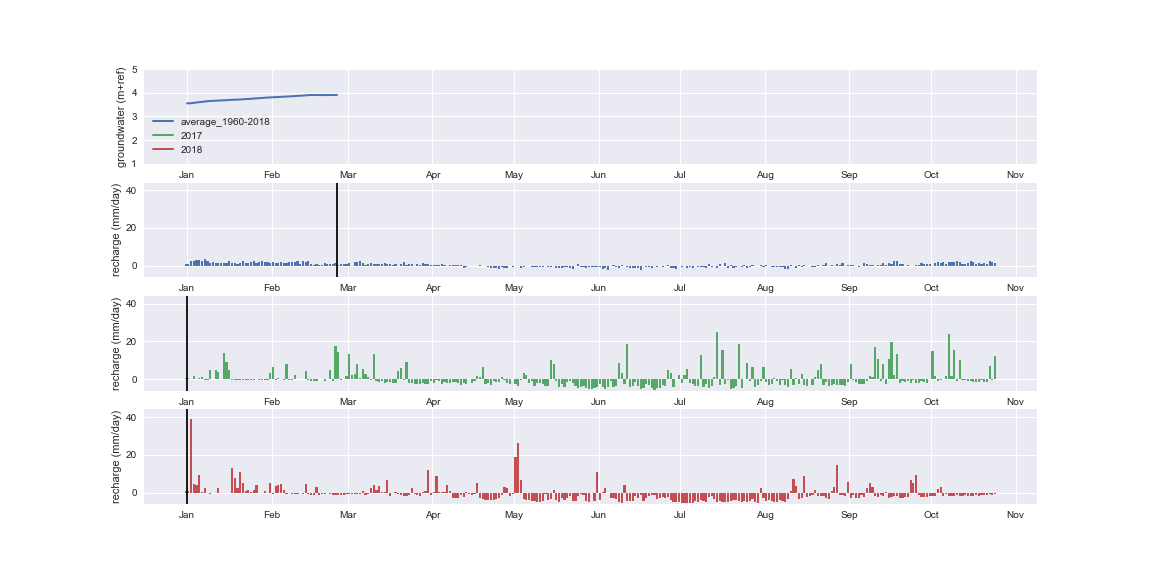 groundwater (m+ref)
5
4
3
2
1
average_1960-2018
2017
2018
Jan Feb Mar Apr May Jun Jul Aug Sep Oct Nov
recharge (mm/day)
40
20
0
Jan Feb Mar Apr May Jun Jul Aug Sep Oct Nov
recharge (mm/day)
40
20
0
Jan Feb Mar Apr May Jun Jul Aug Sep Oct Nov
recharge (mm/day)
40
20
0
Jan Feb Mar Apr May Jun Jul Aug Sep Oct Nov